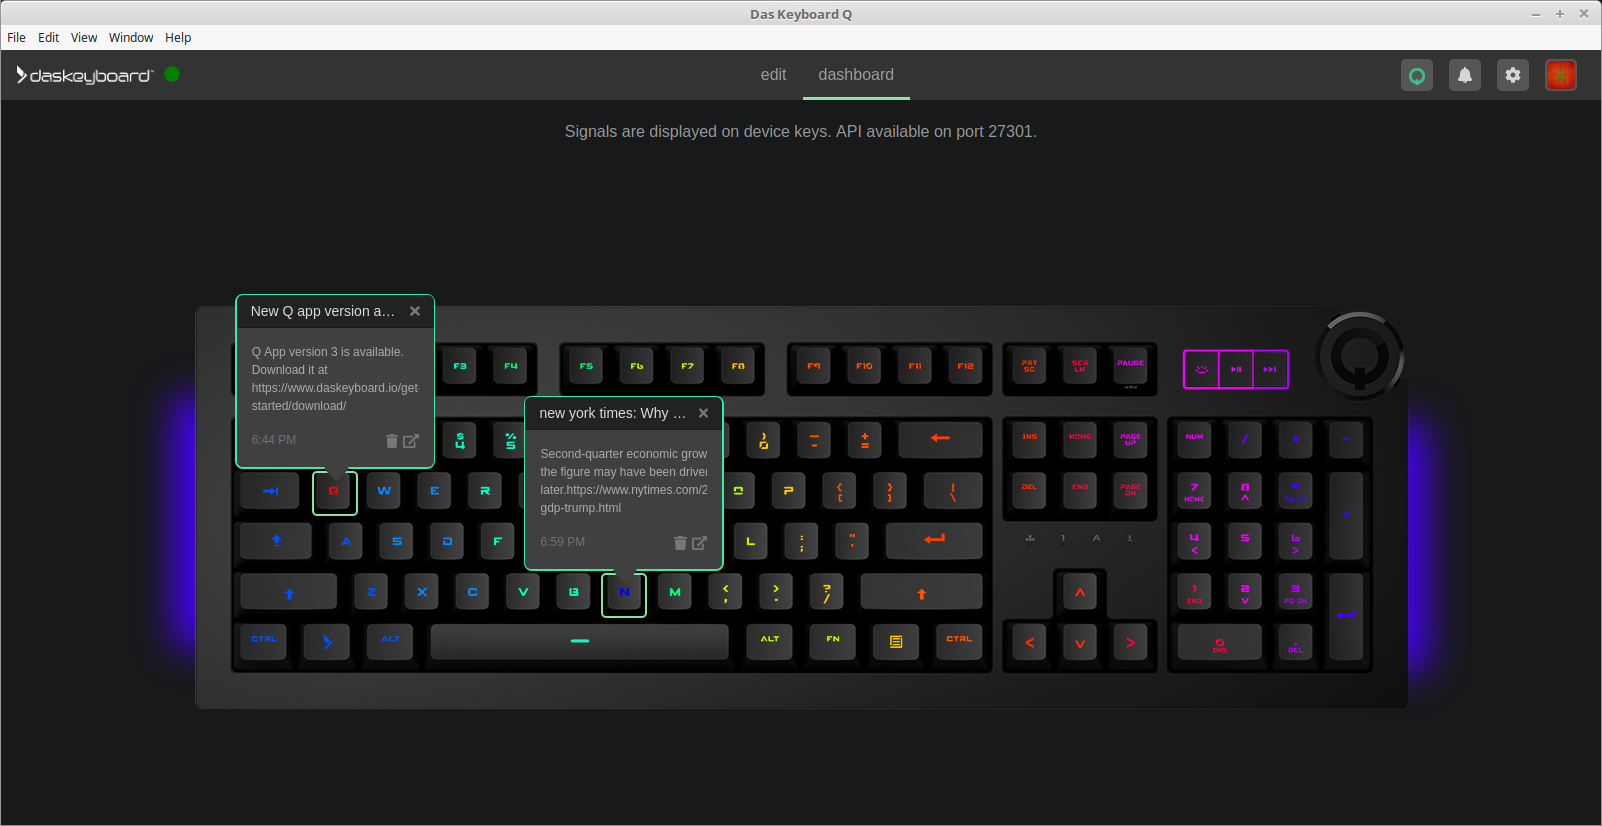 Das Keyboard Q
File Edit View Window Help
daskeyboard™
edit dashboard
Signals are displayed on device keys. API available on port 27301.
New Q app version a...
Q App version 3 is available.
Download it at
https://www.daskeyboard.io/get
started/download/
6:44 PM
new york times: Why ...
Second-quarter economic grow
the figure may have been driver
later.https://www.nytimes.com/2
gdp-trump.html
6:59 PM
F3 F4 F5 F6 F7 F8 F9 F10 F11 F12 PRT SC SCR LK PAUSE
$ 4 % 5 ) 0 - - + = INS HOME PAGE UP NUM / * -
Q W E R O P { [ } ] | \ DEL END PAGE DN 7 HOME 8 ^ 9 PG UP +
A S D F L : ; " ' 1 A 4 < 5 6 >
Z X C V B N M < , > . ? / ^ 1 END 2 V 3 PG DN
CTRL ALT ALT FN CTRL < V > 0 INS . DEL